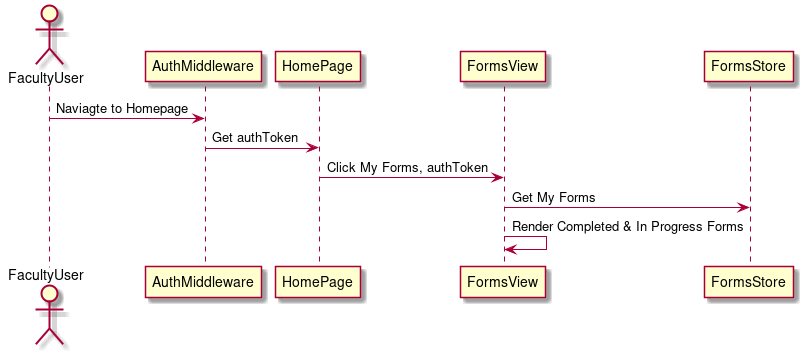 FacultyUser
AuthMiddleware
HomePage
FormsView
FormsStore
Naviagte to Homepage
Get authToken
Click My Forms, authToken
Get My Forms
Render Completed & In Progress Forms
FacultyUser
AuthMiddleware
HomePage
FormsView
FormsStore